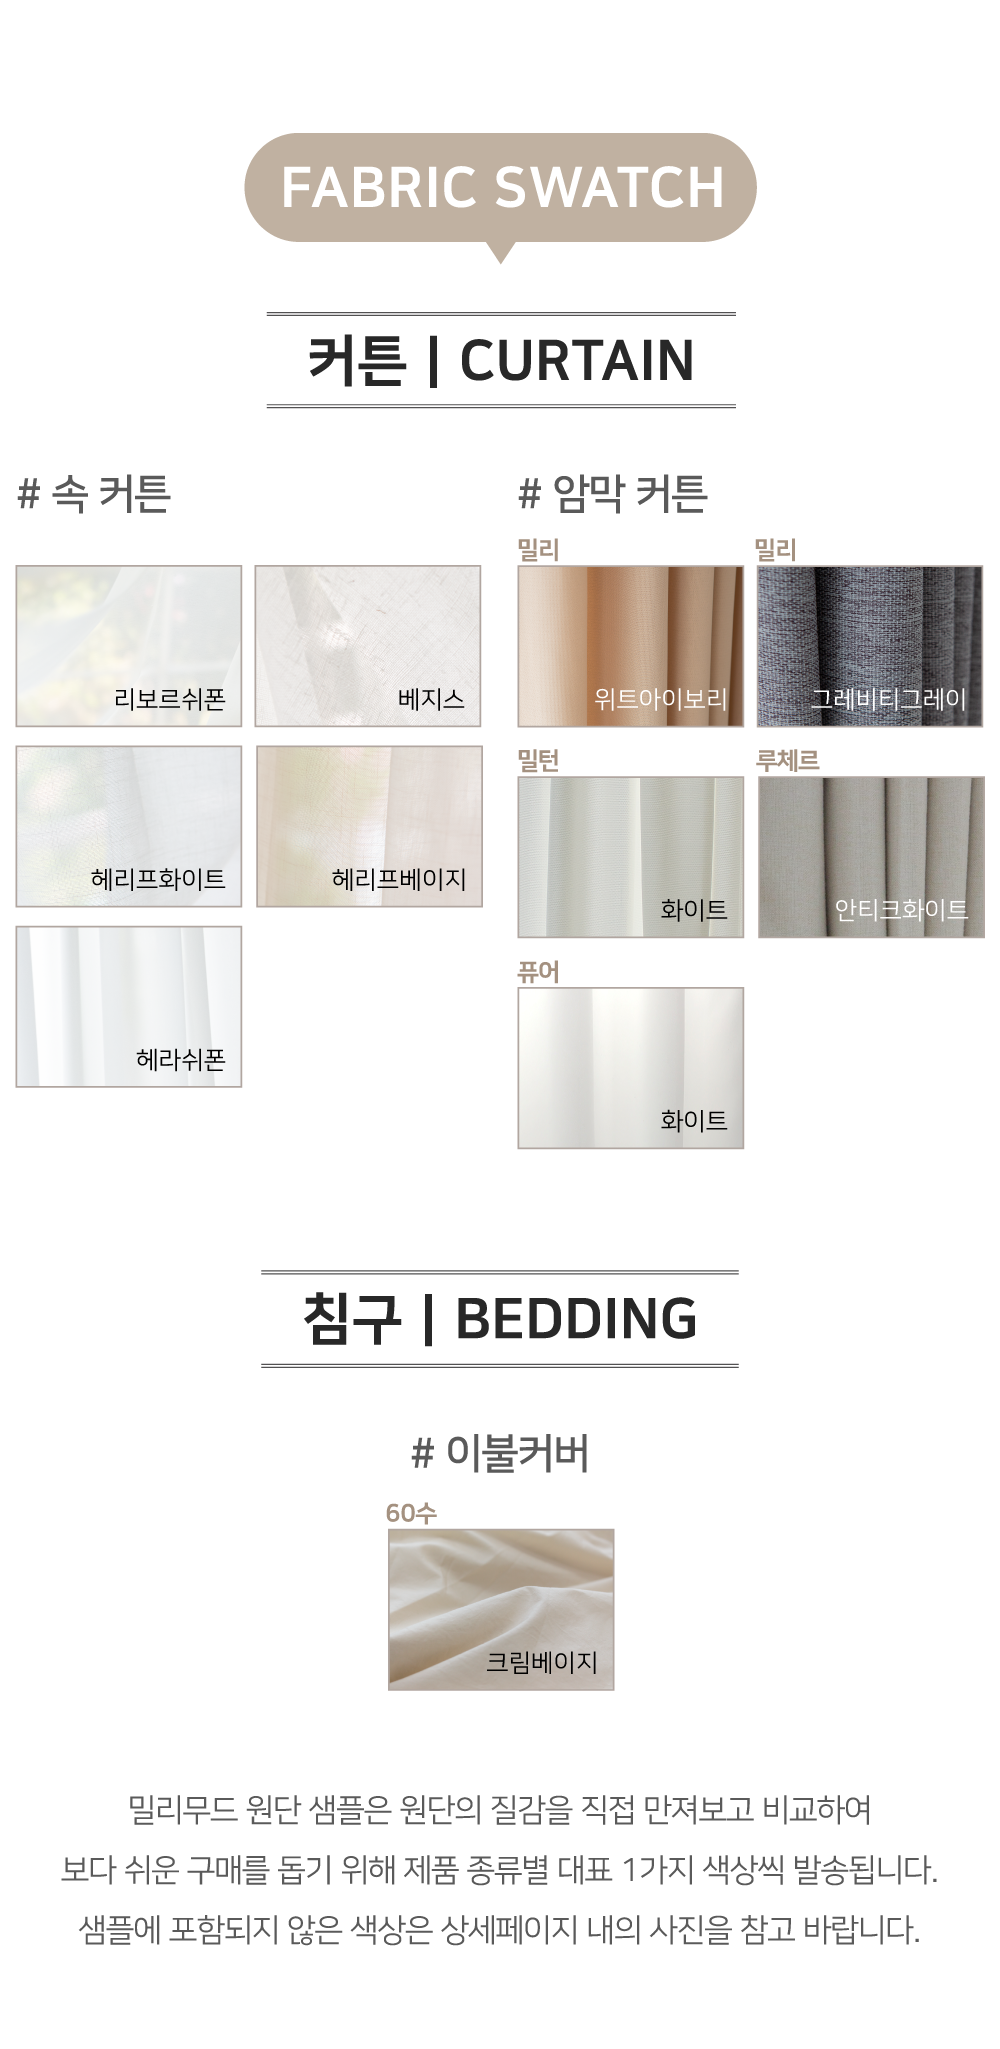 FABRIC SWATCH
커튼 | CURTAIN
# 속 커튼
리보르쉬폰
베지스
헤리프화이트
헤리프베이지
헤라쉬폰
# 암막 커튼
밀리
위트아이보리
밀리
그레비티그레이
밀턴
화이트
루체르
안티크화이트
퓨어
화이트
침구 | BEDDING
# 이불커버
60수
크림베이지
밀리무드 원단 샘플은 원단의 질감을 직접 만져보고 비교하여
보다 쉬운 구매를 돕기 위해 제품 종류별 대표 1가지 색상씩 발송됩니다.
샘플에 포함되지 않은 색상은 상세페이지 내의 사진을 참고 바랍니다.